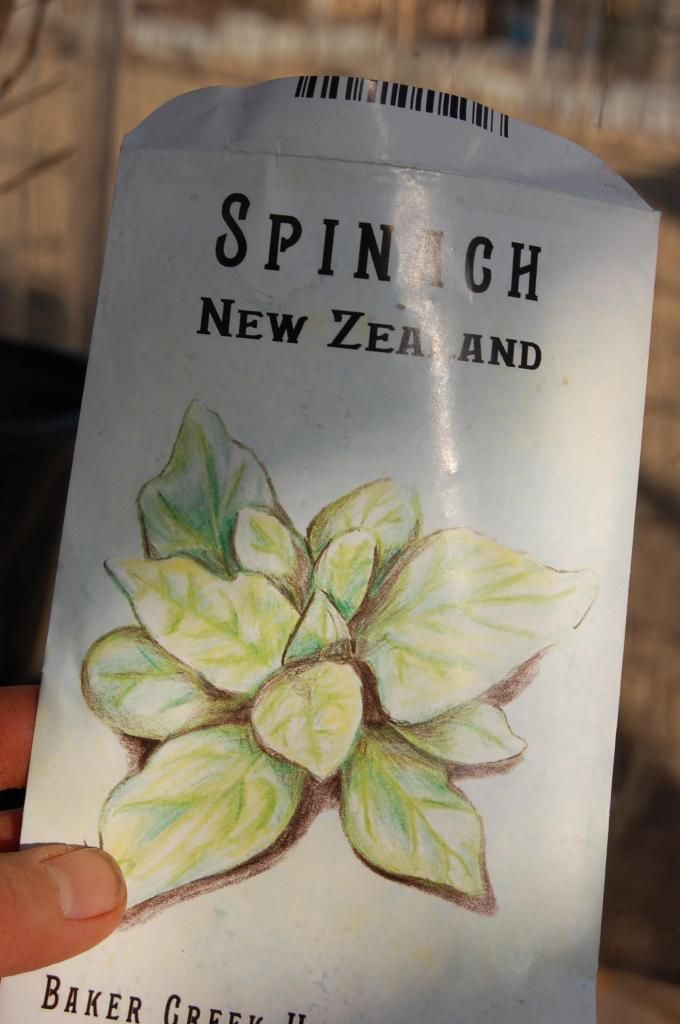 Spinach
New Zealand
Baker Creek H